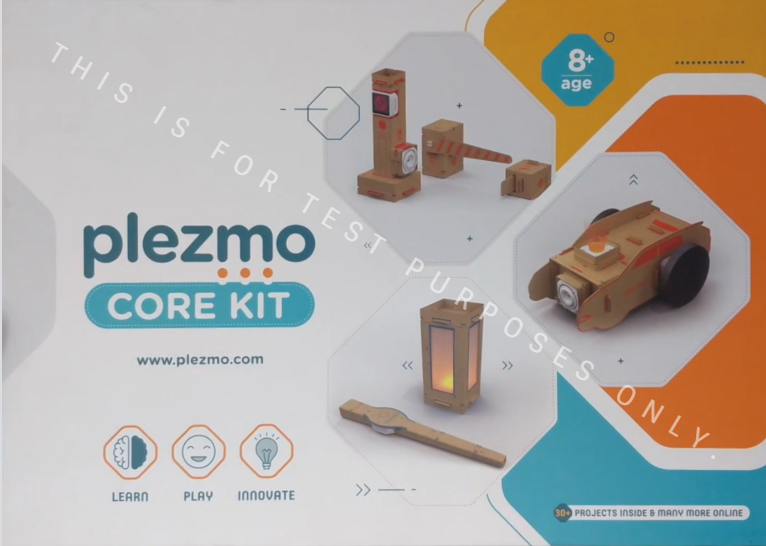 THIS IS FOR TEST PURPOSES ONLY.
8+
age
plezmo
CORE KIT
www.plezmo.com
LEARN
PLAY
INNOVATE
30+ PROJECTS INSIDE & MANY MORE ONLINE